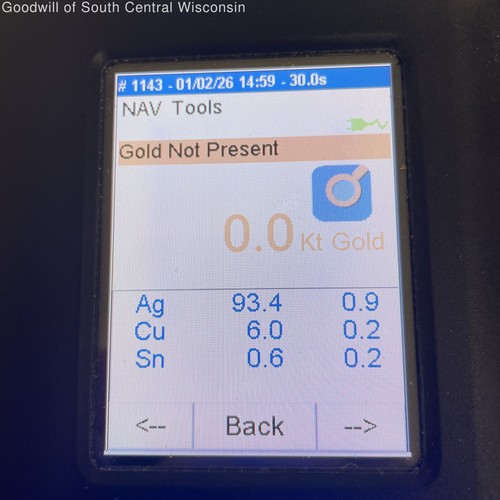 Goodwill of South Central Wisconsin
# 1143 - 01/02/26 14:59 - 30.0s
NAV Tools
Gold Not Present
0.0 Kt Gold
Ag 93.4 0.9
Cu 6.0 0.2
Sn 0.6 0.2
<-- Back -->